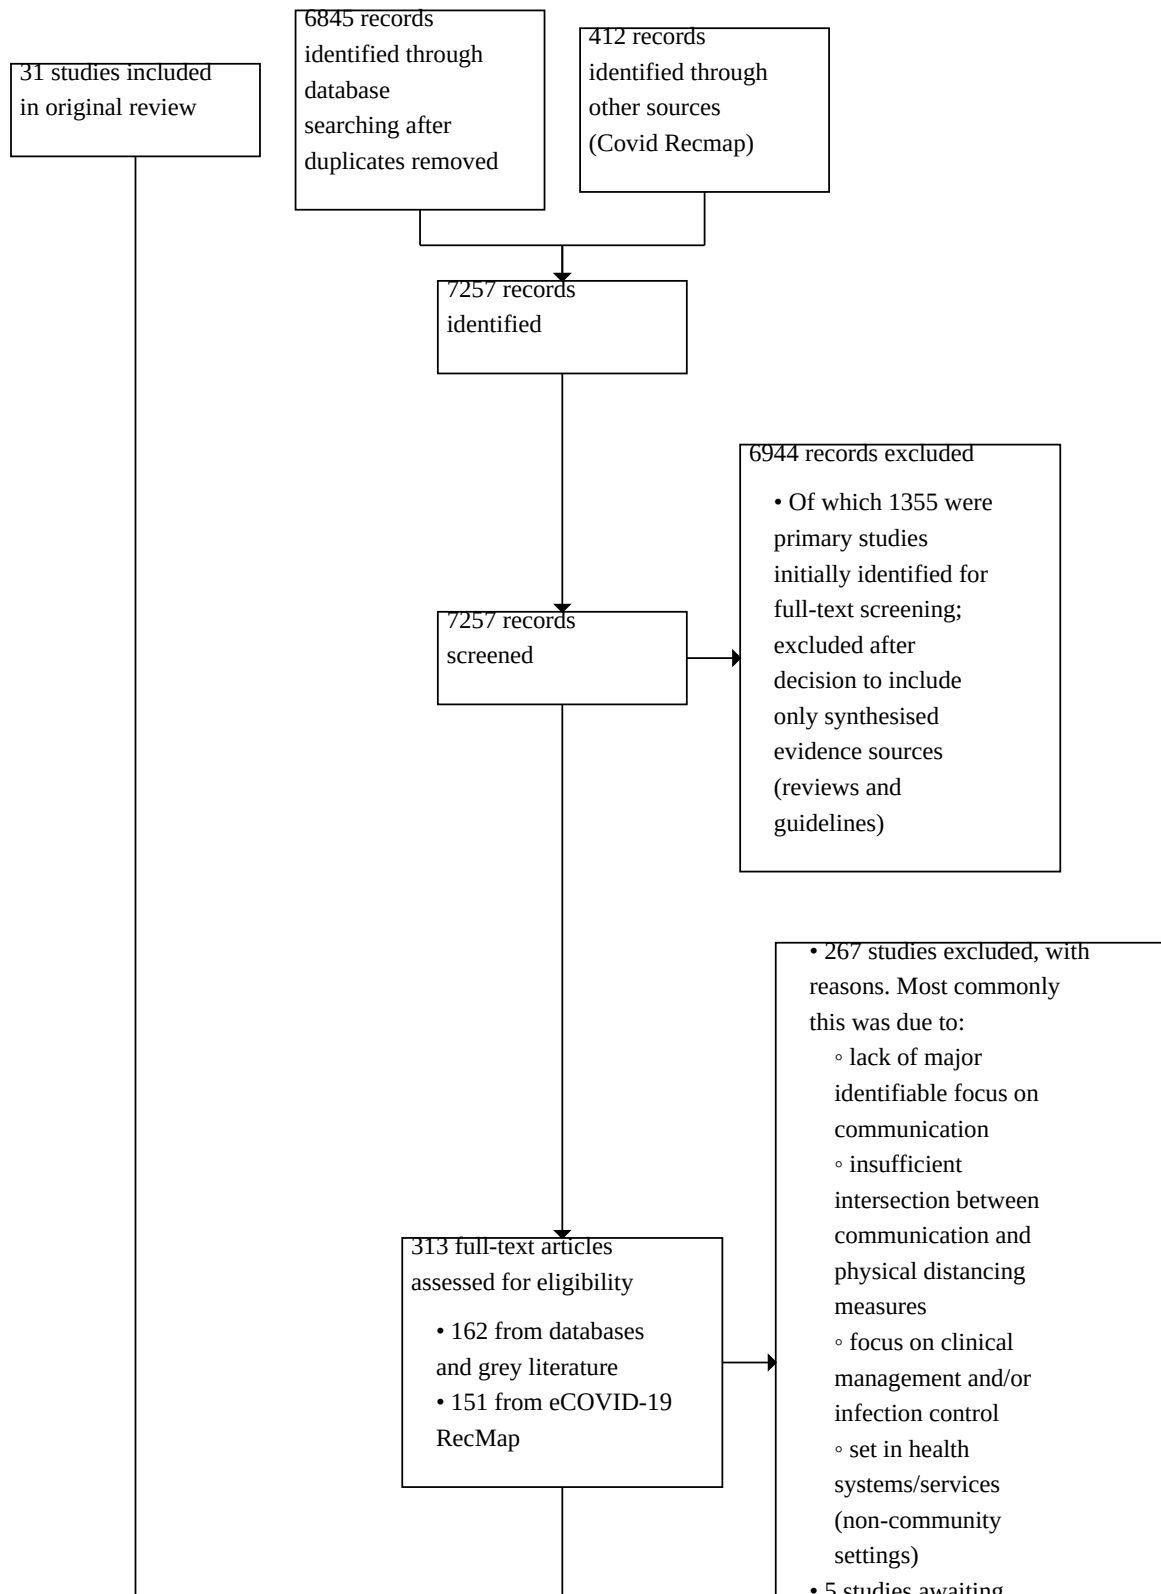 31 studies included
in original review
6845 records
identified through
database
searching after
duplicates removed
412 records
identified through
other sources
(Covid Recmap)
7257 records
identified
7257 records
screened
6944 records excluded
• Of which 1355 were
primary studies
initially identified for
full-text screening;
excluded after
decision to include
only synthesised
evidence sources
(reviews and
guidelines)
313 full-text articles
assessed for eligibility
• 162 from databases
and grey literature
• 151 from eCOVID-19
RecMap
• 267 studies excluded, with
reasons. Most commonly
this was due to:
◦ lack of major
identifiable focus on
communication
◦ insufficient
intersection between
communication and
physical distancing
measures
◦ focus on clinical
management and/or
infection control
◦ set in health
systems/services
(non-community
settings)
• 5 studies awaiting